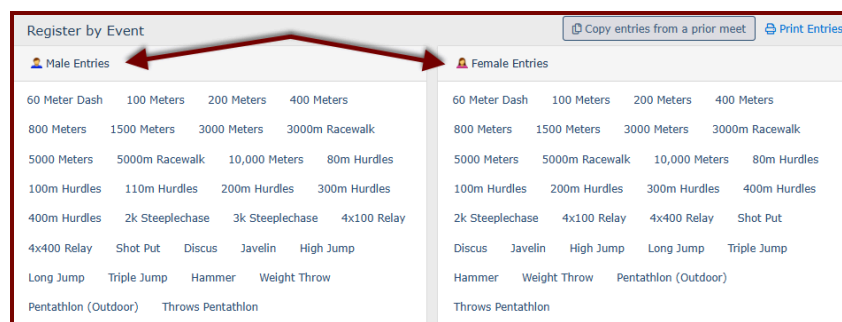 Register by Event
Copy entries from a prior meet
Print Entries
Male Entries
60 Meter Dash 100 Meters 200 Meters 400 Meters
800 Meters 1500 Meters 3000 Meters 3000m Racewalk
5000 Meters 5000m Racewalk 10,000 Meters 80m Hurdles
100m Hurdles 110m Hurdles 200m Hurdles 300m Hurdles
400m Hurdles 2k Steeplechase 3k Steeplechase 4x100 Relay
4x400 Relay Shot Put Discus Javelin High Jump
Long Jump Triple Jump Hammer Weight Throw
Pentathlon (Outdoor) Throws Pentathlon
Female Entries
60 Meter Dash 100 Meters 200 Meters 400 Meters
800 Meters 1500 Meters 3000 Meters 3000m Racewalk
5000 Meters 5000m Racewalk 10,000 Meters 80m Hurdles
100m Hurdles 200m Hurdles 300m Hurdles 400m Hurdles
2k Steeplechase 4x100 Relay 4x400 Relay Shot Put
Discus Javelin High Jump Long Jump Triple Jump
Hammer Weight Throw Pentathlon (Outdoor)
Throws Pentathlon